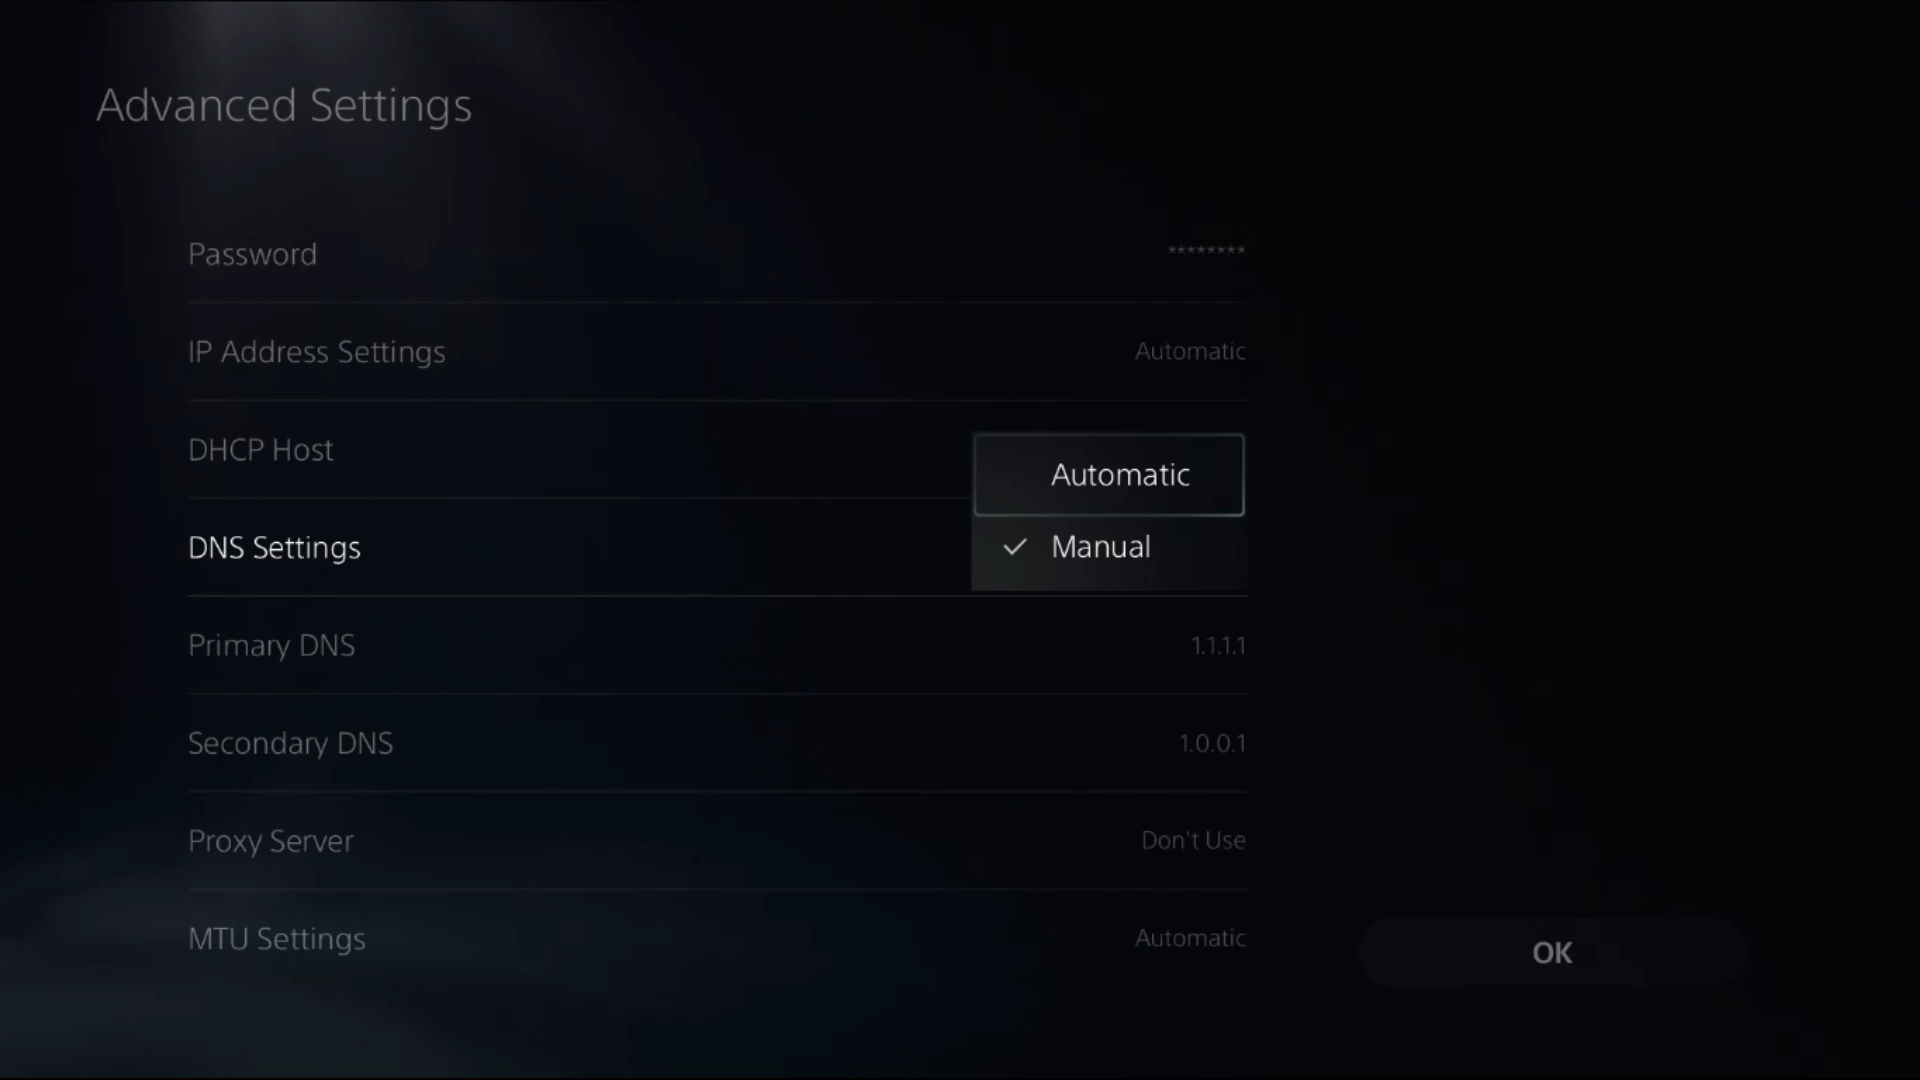 Advanced Settings
Password ********
IP Address Settings Automatic
DHCP Host
Automatic
DNS Settings
Manual
Primary DNS 1.1.1.1
Secondary DNS 1.0.0.1
Proxy Server Don't Use
MTU Settings Automatic
OK